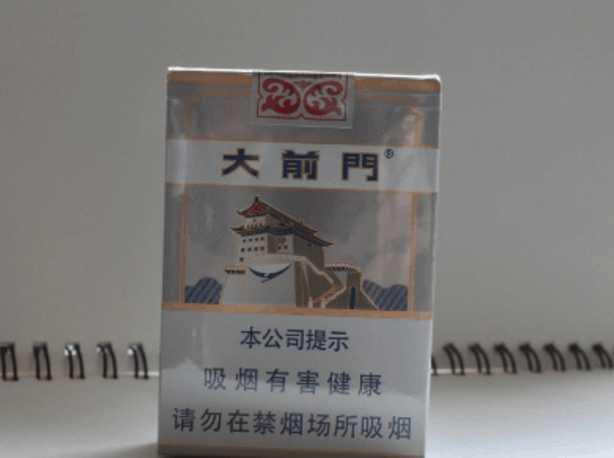 大前門®
本公司提示
吸烟有害健康
请勿在禁烟场所吸烟